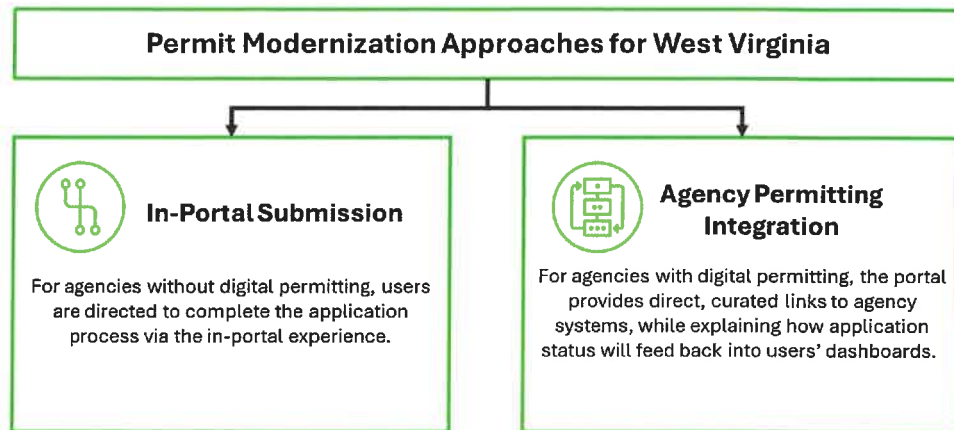 Permit Modernization Approaches for West Virginia
In-Portal Submission
For agencies without digital permitting, users
are directed to complete the application
process via the in-portal experience.
Agency Permitting
Integration
For agencies with digital permitting, the portal
provides direct, curated links to agency
systems, while explaining how application
status will feed back into users’ dashboards.